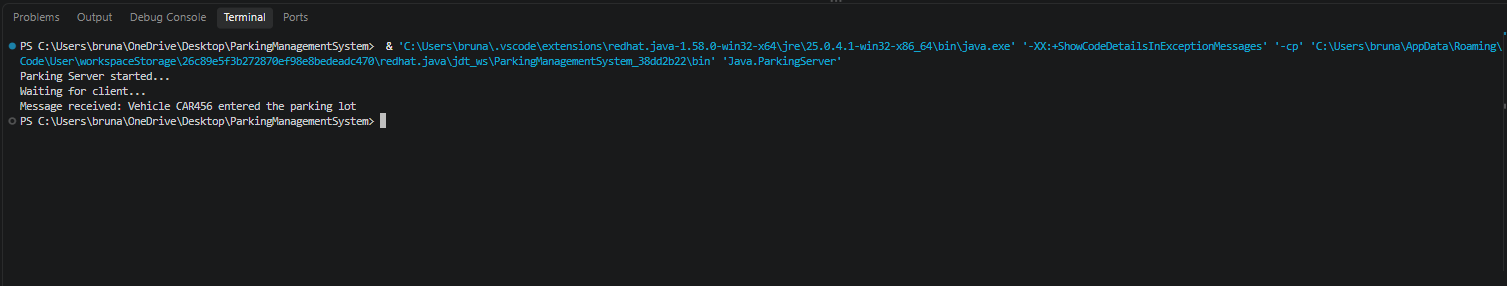 Problems Output Debug Console Terminal Ports
PS C:\Users\bruna\OneDrive\Desktop\ParkingManagementSystem>  & 'C:\Users\bruna\.vscode\extensions\redhat.java-1.58.0-win32-x64\jre\25.0.4.1-win32-x86_64\bin\java.exe' '-XX:+ShowCodeDetailsInExceptionMessages' '-cp' 'C:\Users\bruna\AppData\Roaming\
Code\User\workspaceStorage\26c89e5f3b272870ef98e8bedeadc470\redhat.java\jdt_ws\ParkingManagementSystem_38dd2b22\bin' 'Java.ParkingServer'
Parking Server started...
Waiting for client...
Message received: Vehicle CAR456 entered the parking lot
PS C:\Users\bruna\OneDrive\Desktop\ParkingManagementSystem>